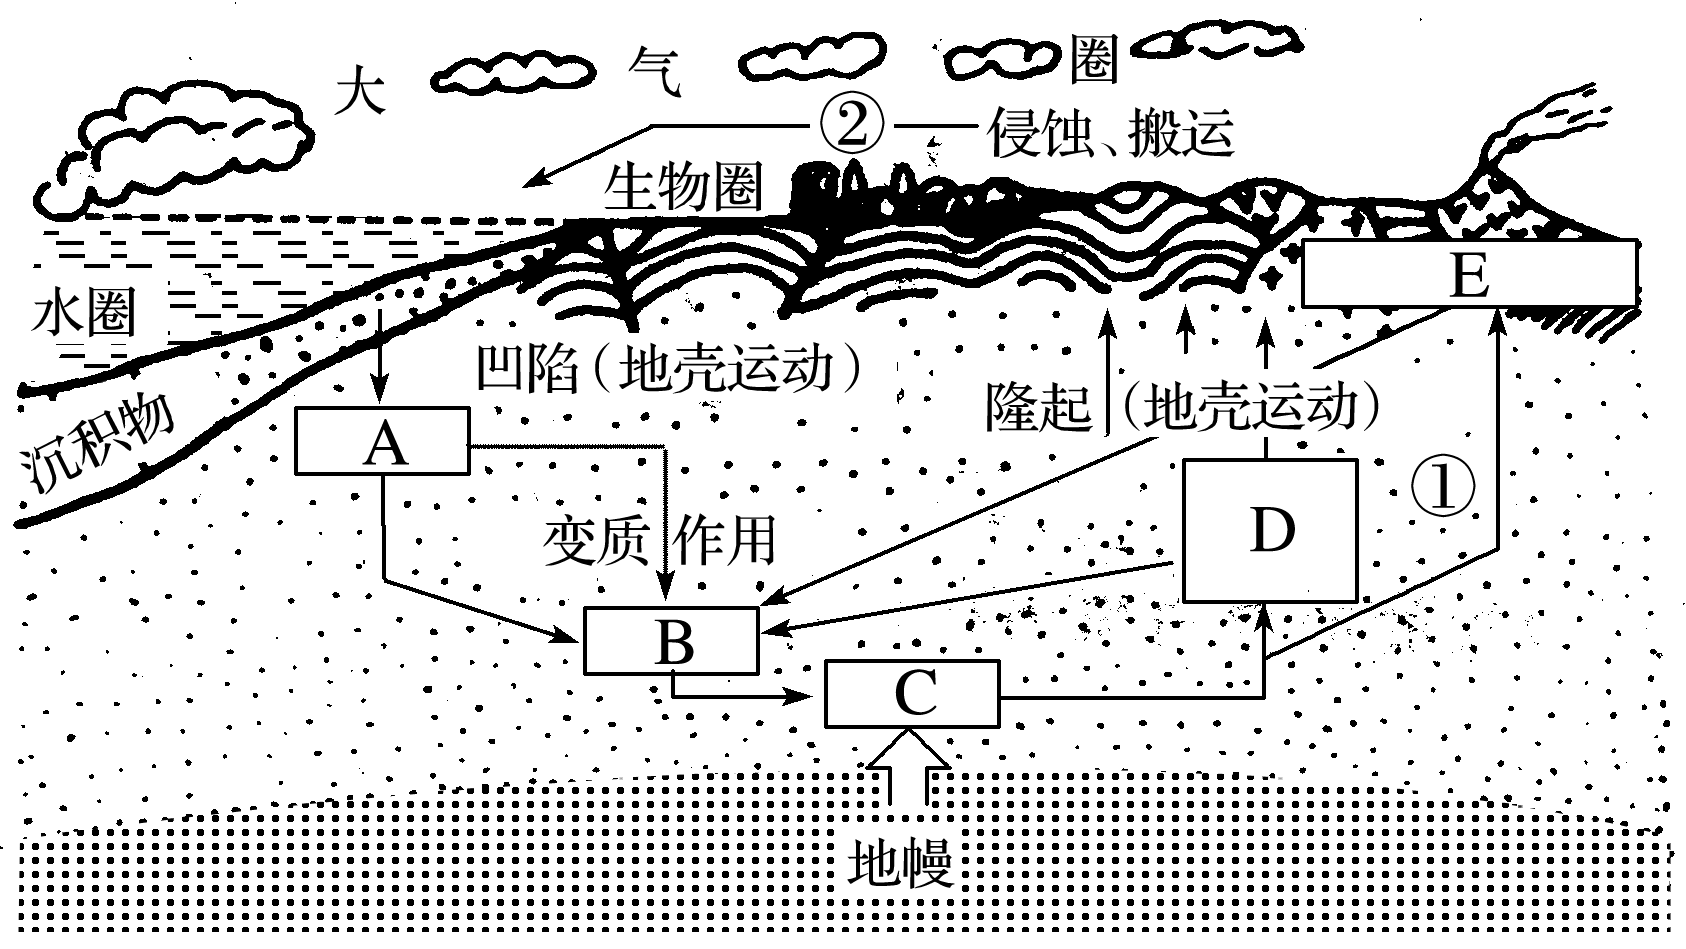 大 气 圈
② 侵蚀、搬运
生物圈
E
水圈
凹陷（地壳运动）
隆起（地壳运动）
沉积物
A
①
D
变质 作用
B
C
地幔